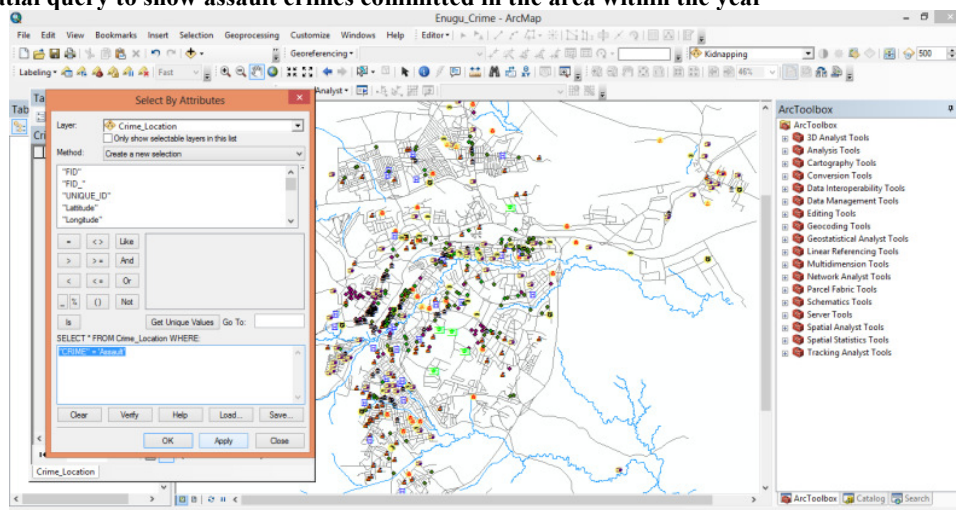 atial query to show assault crimes committed in the area within the year
Enugu_Crime - ArcMap
File Edit View Bookmarks Insert Selection Geoprocessing Customize Windows Help Editor
Georeferencing Kidnapping 500
Labeling Fast 46%
Analyst
Select By Attributes
Layer: Crime_Location
Only show selectable layers in this list
Method: Create a new selection
"FID"
"FID_"
"UNIQUE_ID"
"Latitude"
"Longitude"
= < > Like
> > = And
< < = Or
_ % () Not
Is Get Unique Values Go To:
SELECT * FROM Crime_Location WHERE:
"CRIME" = 'Assault'
Clear Verify Help Load... Save...
OK Apply Close
Crime_Location
ArcToolbox
ArcToolbox
3D Analyst Tools
Analysis Tools
Cartography Tools
Conversion Tools
Data Interoperability Tools
Data Management Tools
Editing Tools
Geocoding Tools
Geostatistical Analyst Tools
Linear Referencing Tools
Multidimension Tools
Network Analyst Tools
Parcel Fabric Tools
Schematics Tools
Server Tools
Spatial Analyst Tools
Spatial Statistics Tools
Tracking Analyst Tools
ArcToolbox Catalog Search